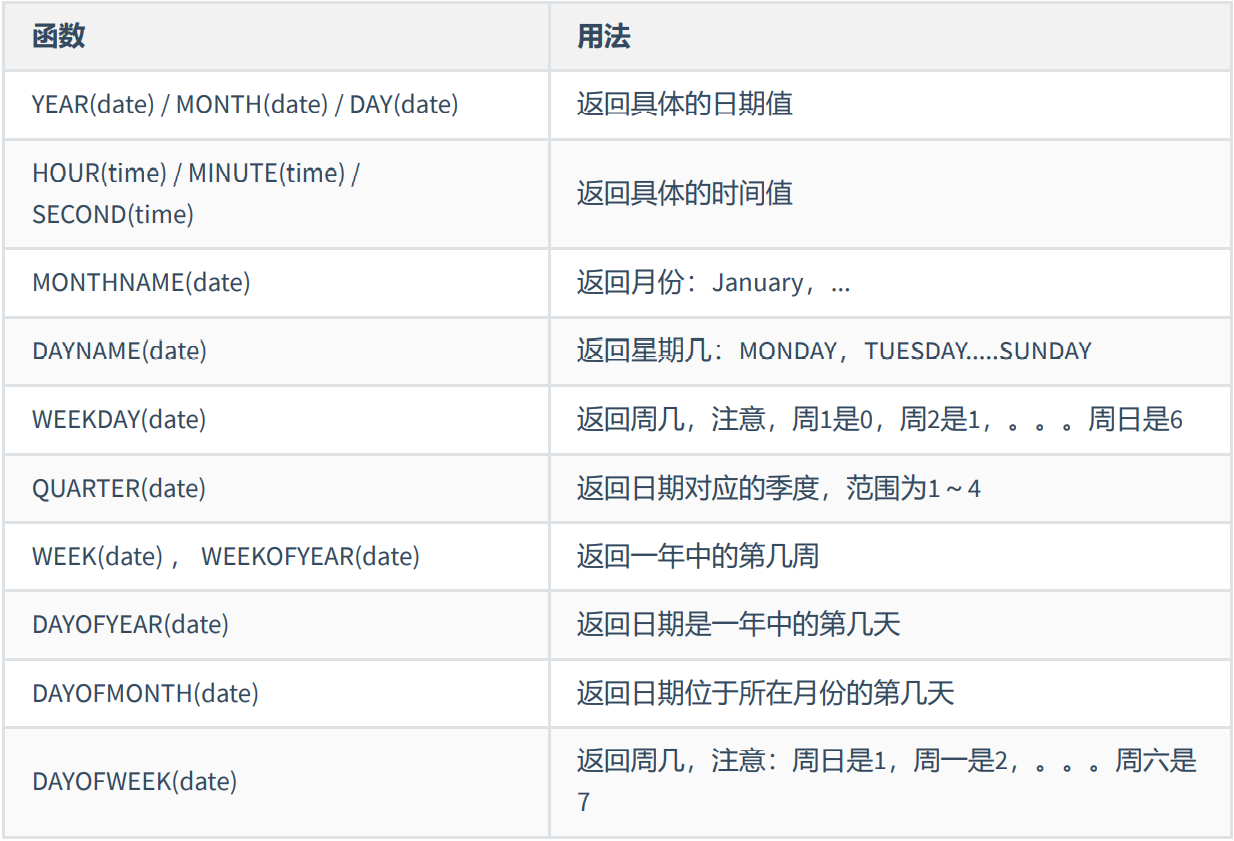 函数 用法
YEAR(date) / MONTH(date) / DAY(date) 返回具体的日期值
HOUR(time) / MINUTE(time) /
SECOND(time)
返回具体的时间值
MONTHNAME(date) 返回月份：January，...
DAYNAME(date) 返回星期几：MONDAY，TUESDAY.....SUNDAY
WEEKDAY(date) 返回周几，注意，周1是0，周2是1，。。。周日是6
QUARTER(date) 返回日期对应的季度，范围为1～4
WEEK(date) ， WEEKOFYEAR(date) 返回一年中的第几周
DAYOFYEAR(date) 返回日期是一年中的第几天
DAYOFMONTH(date) 返回日期位于所在月份的第几天
DAYOFWEEK(date)
返回周几，注意：周日是1，周一是2，。。。周六是
7